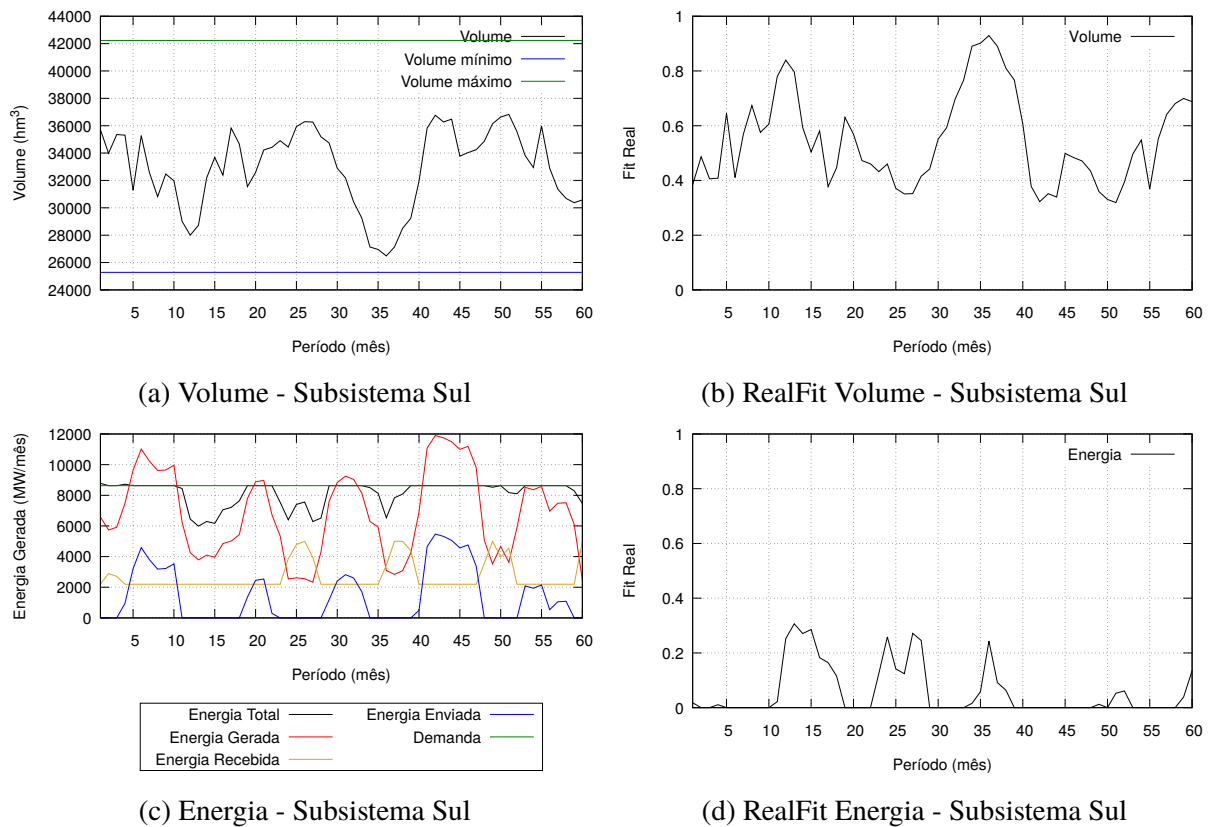 44000
42000
40000
38000
36000
34000
32000
30000
28000
26000
24000
Volume (hm³)
Volume
Volume mínimo
Volume máximo
5 10 15 20 25 30 35 40 45 50 55 60
Período (mês)
(a) Volume - Subsistema Sul
1
0.8
0.6
0.4
0.2
0
Fit Real
Volume
5 10 15 20 25 30 35 40 45 50 55 60
Período (mês)
(b) RealFit Volume - Subsistema Sul
12000
10000
8000
6000
4000
2000
0
Energia Gerada (MW/mês)
5 10 15 20 25 30 35 40 45 50 55 60
Período (mês)
Energia Total
Energia Gerada
Energia Recebida
Energia Enviada
Demanda
(c) Energia - Subsistema Sul
1
0.8
0.6
0.4
0.2
0
Fit Real
Energia
5 10 15 20 25 30 35 40 45 50 55 60
Período (mês)
(d) RealFit Energia - Subsistema Sul